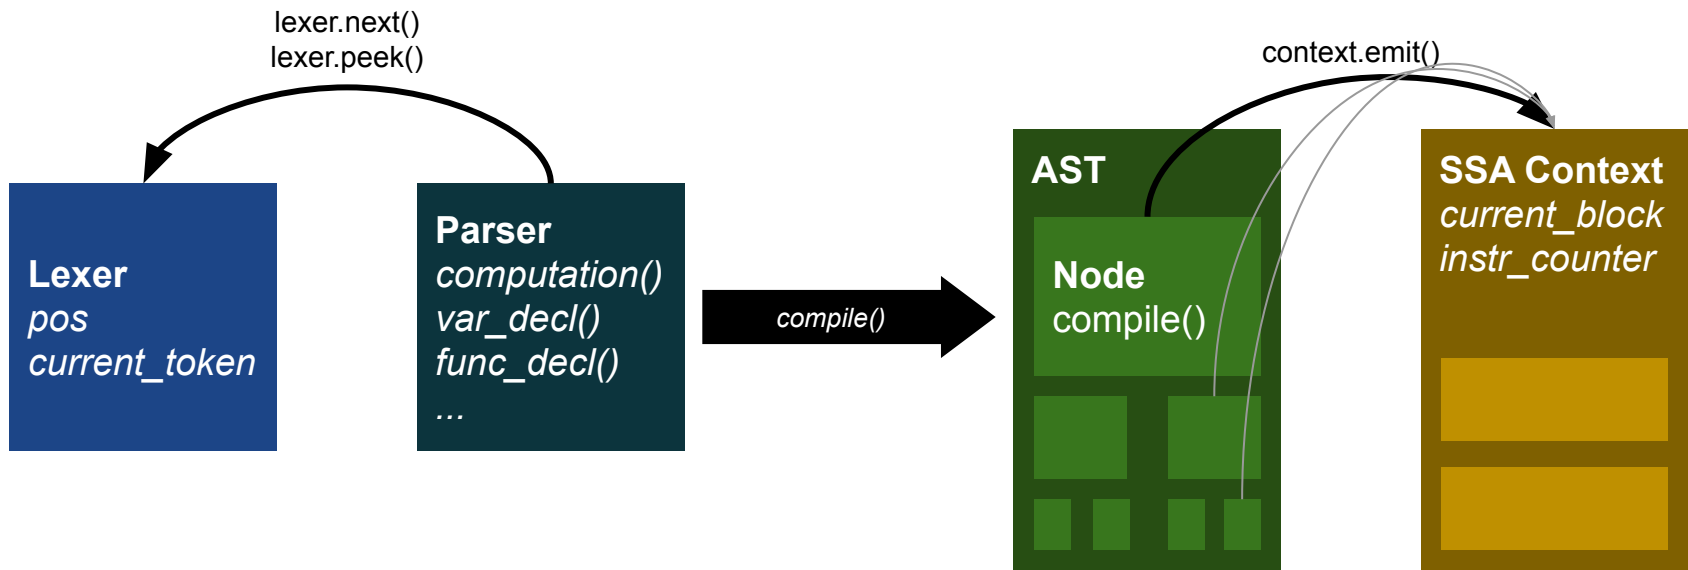 lexer.next()
lexer.peek()
Lexer
pos
current_token
Parser
computation()
var_decl()
func_decl()
...
compile()
context.emit()
AST
Node
compile()
SSA Context
current_block
instr_counter